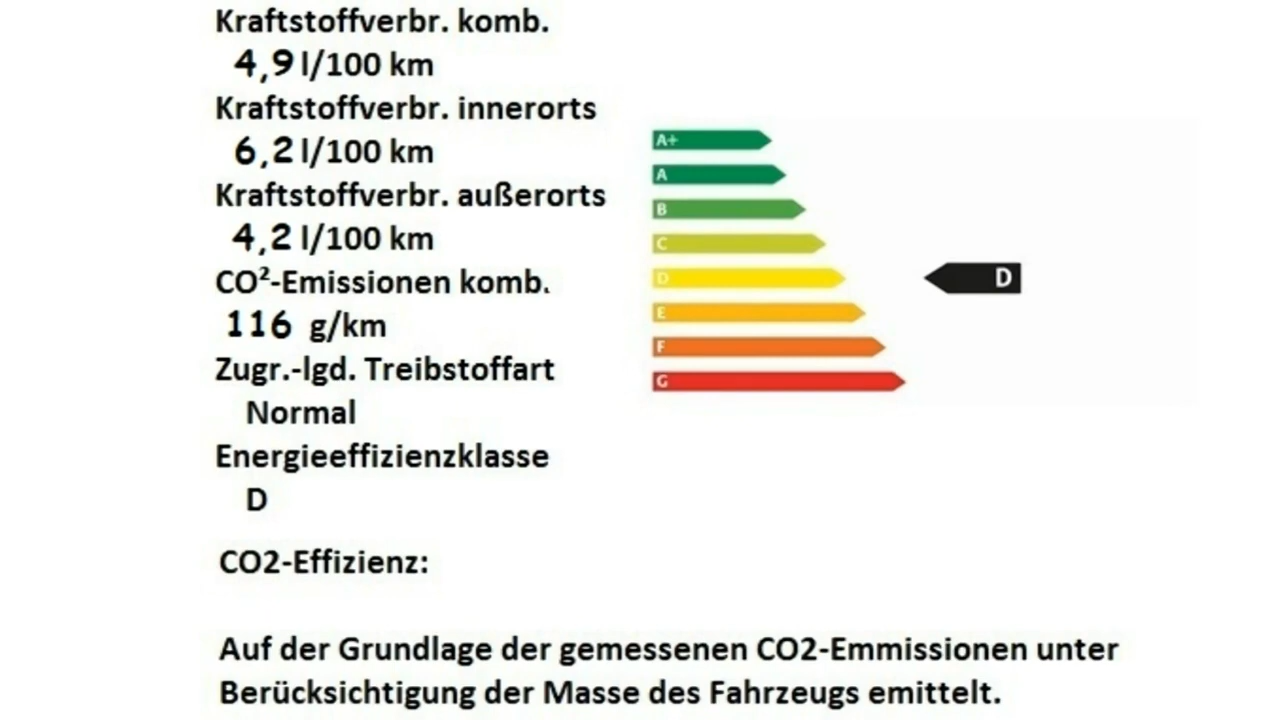 Kraftstoffverbr. komb.
4,9 l/100 km
Kraftstoffverbr. innerorts
6,2 l/100 km
Kraftstoffverbr. außerorts
4,2 l/100 km
CO²-Emissionen komb.
116 g/km
Zugr.-lgd. Treibstoffart
Normal
Energieeffizienzklasse
D
A+
A
B
C
D
D
E
F
G
CO2-Effizienz:
Auf der Grundlage der gemessenen CO2-Emmissionen unter
Berücksichtigung der Masse des Fahrzeugs emittelt.